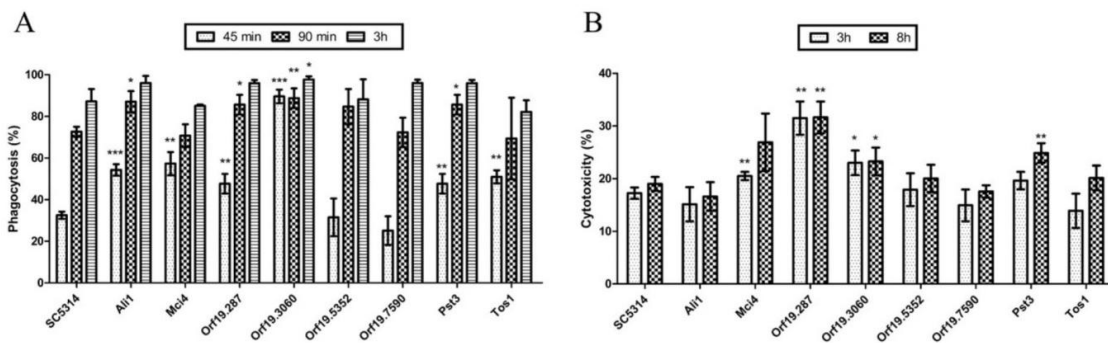 A
45 min 90 min 3h
Phagocytosis (%)
100
80
60
40
20
0
*** * ** *** ** * ** * *** ** * ** * **
SC5314 Ali1 Mci4 Orf19.287 Orf19.3060 Orf19.5352 Orf19.7590 Pst3 Tos1
B
3h 8h
Cytotoxicity (%)
40
30
20
10
0
** ** ** * * **
SC5314 Ali1 Mci4 Orf19.287 Orf19.3060 Orf19.5352 Orf19.7590 Pst3 Tos1